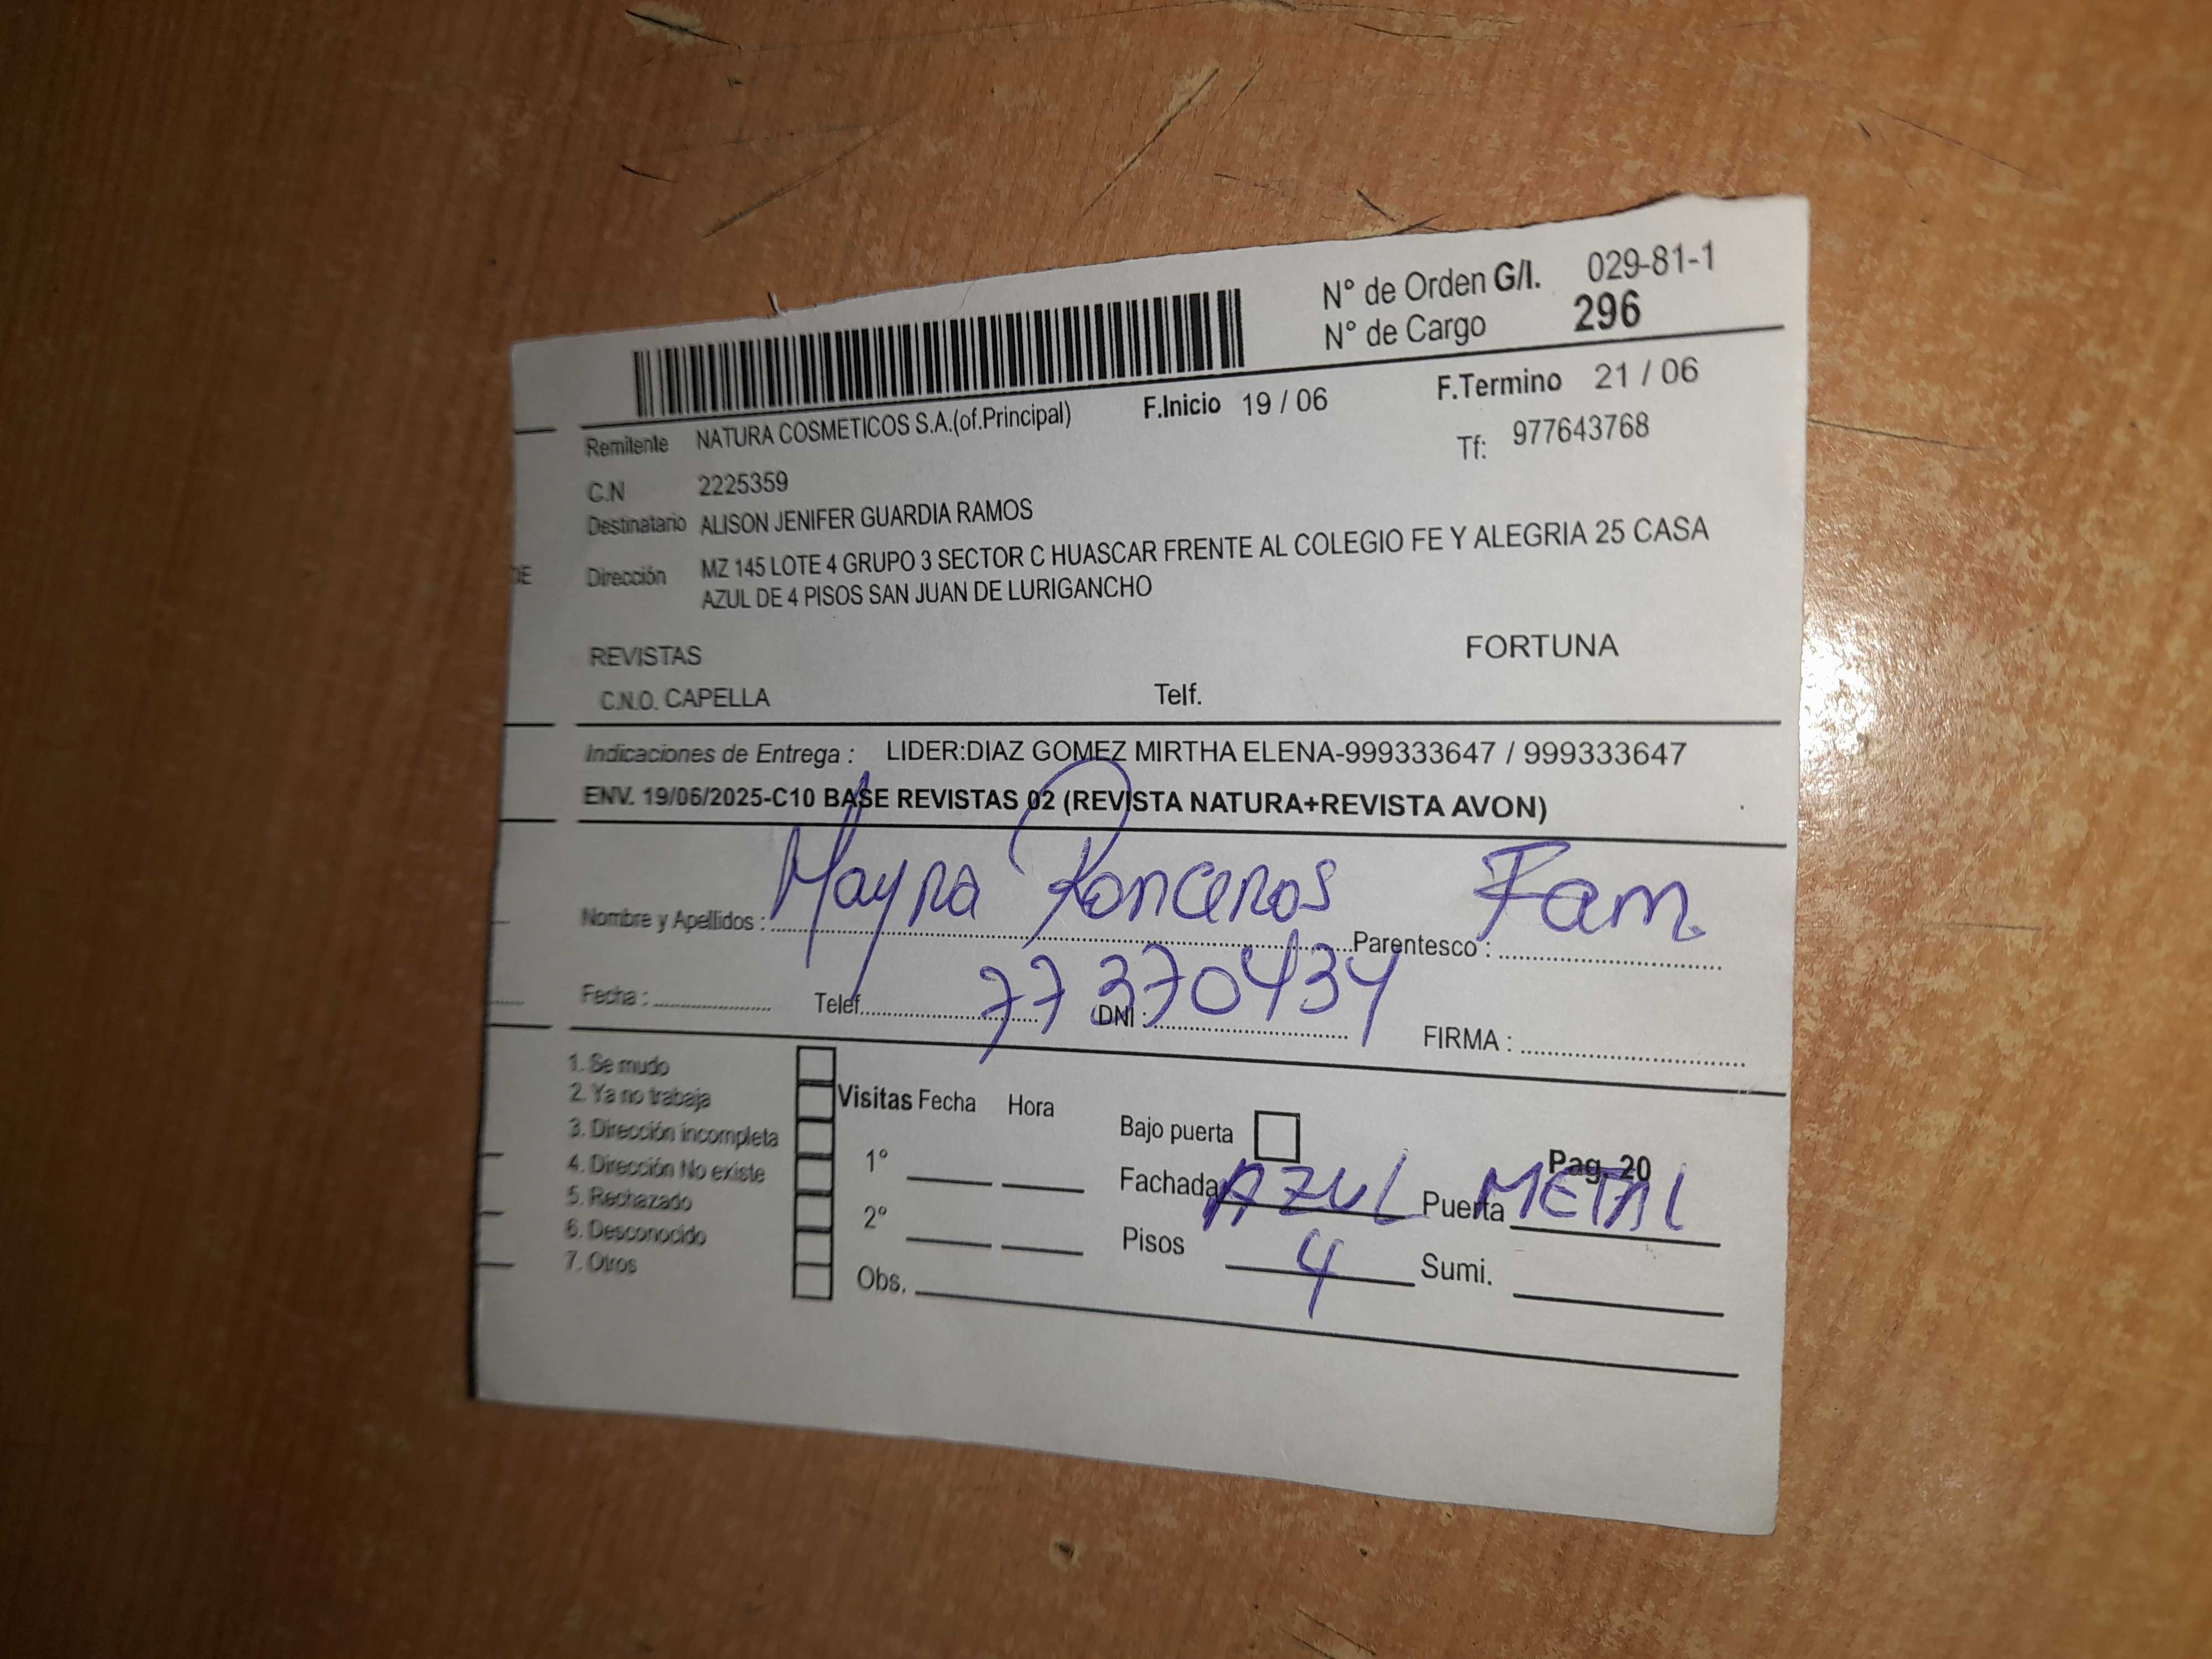 N° de Orden G/I. 029-81-1
N° de Cargo 296
F.Inicio 19 / 06 F.Termino 21 / 06
Remitente NATURA COSMETICOS S.A.(of.Principal)
Tf: 977643768
C.N 2225359
Destinatario ALISON JENIFER GUARDIA RAMOS
DE
Dirección MZ 145 LOTE 4 GRUPO 3 SECTOR C HUASCAR FRENTE AL COLEGIO FE Y ALEGRIA 25 CASA
AZUL DE 4 PISOS SAN JUAN DE LURIGANCHO
REVISTAS FORTUNA
C.N.O. CAPELLA Telf.
Indicaciones de Entrega : LIDER:DIAZ GOMEZ MIRTHA ELENA-999333647 / 999333647
ENV. 19/06/2025-C10 BASE REVISTAS 02 (REVISTA NATURA+REVISTA AVON)
Nombre y Apellidos : Mayra Ronceros Parentesco : Fam.
Fecha : Telef. DNI : 77370434 FIRMA :
1. Se mudo
2. Ya no trabaja
3. Dirección incompleta
4. Dirección No existe
5. Rechazado
6. Desconocido
7. Otros
Visitas Fecha Hora
1°
2°
Obs.
Bajo puerta
Pag. 20
Fachada AZUL Puerta METAL
Pisos 4 Sumi.